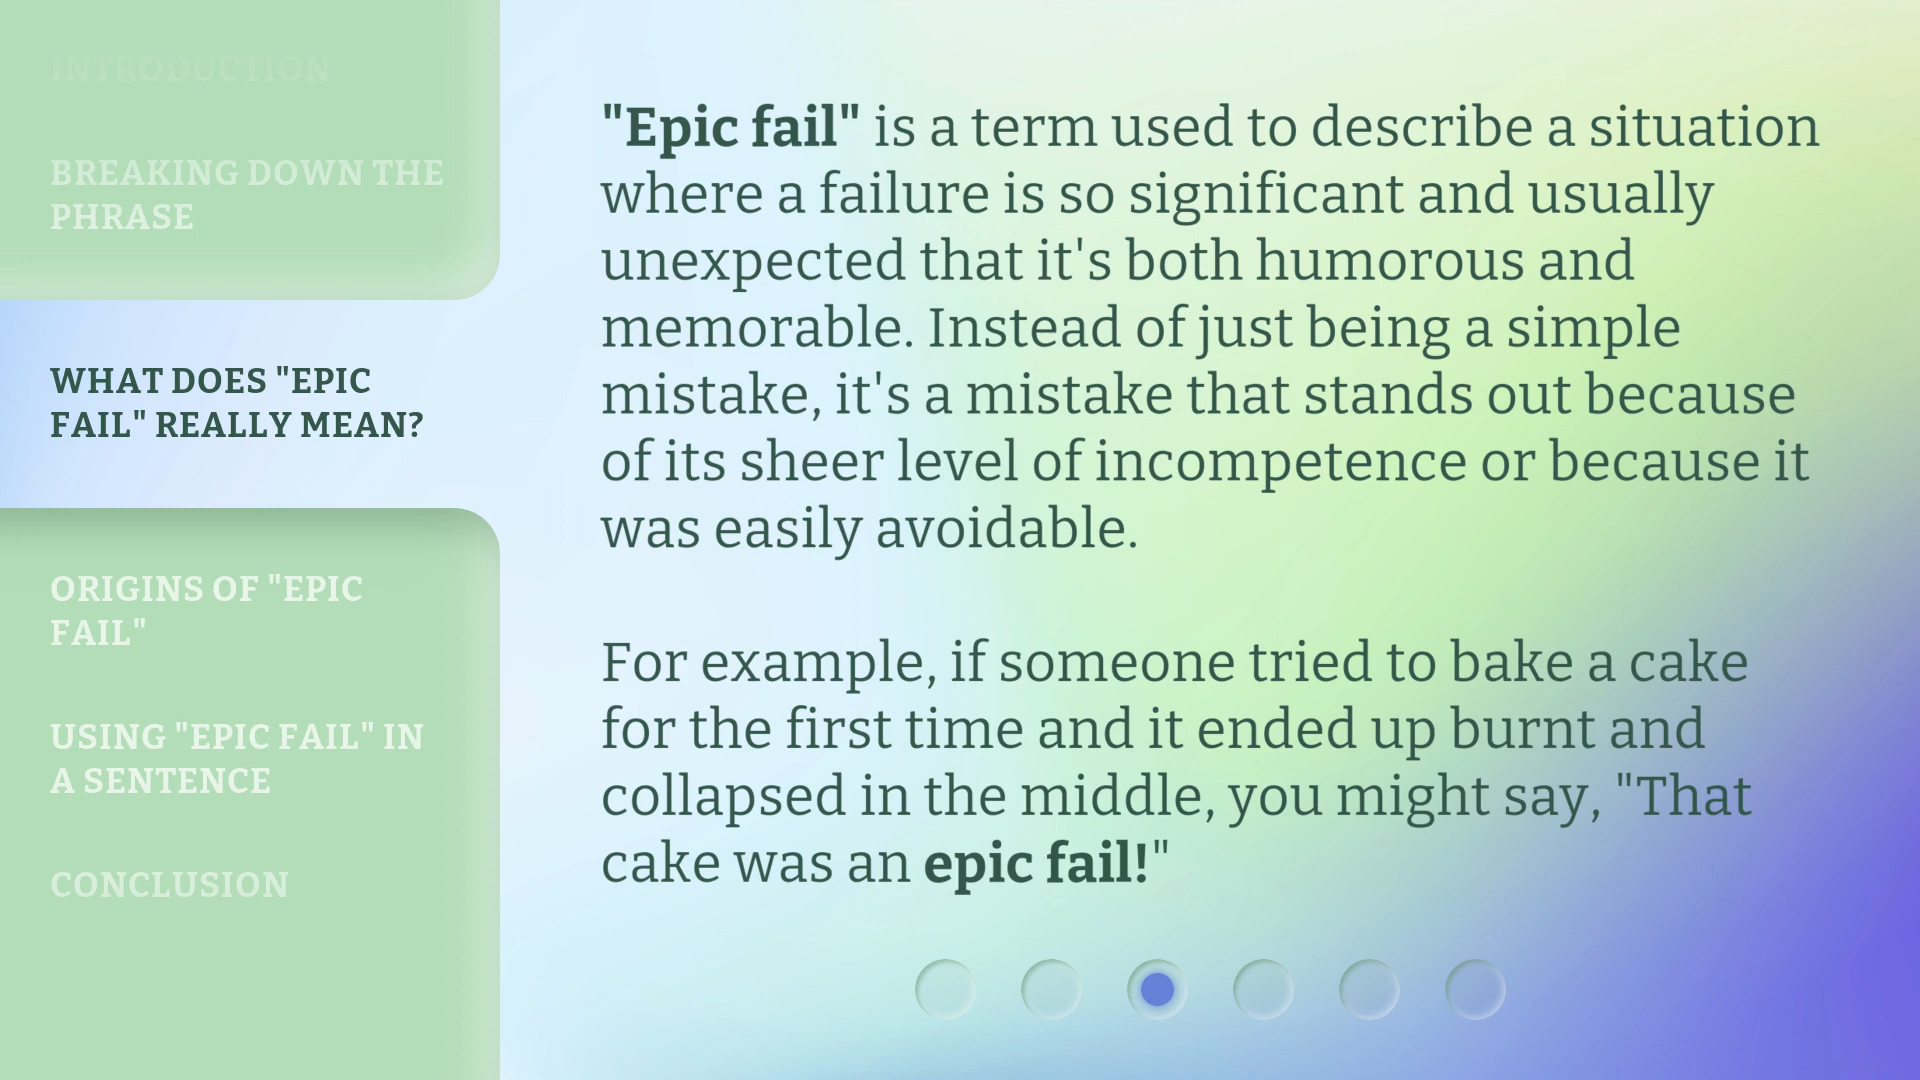 INTRODUCTION
BREAKING DOWN THE
PHRASE
WHAT DOES "EPIC
FAIL" REALLY MEAN?
ORIGINS OF "EPIC
FAIL"
USING "EPIC FAIL" IN
A SENTENCE
CONCLUSION
"Epic fail" is a term used to describe a situation
where a failure is so significant and usually
unexpected that it's both humorous and
memorable. Instead of just being a simple
mistake, it's a mistake that stands out because
of its sheer level of incompetence or because it
was easily avoidable.
For example, if someone tried to bake a cake
for the first time and it ended up burnt and
collapsed in the middle, you might say, "That
cake was an epic fail!"